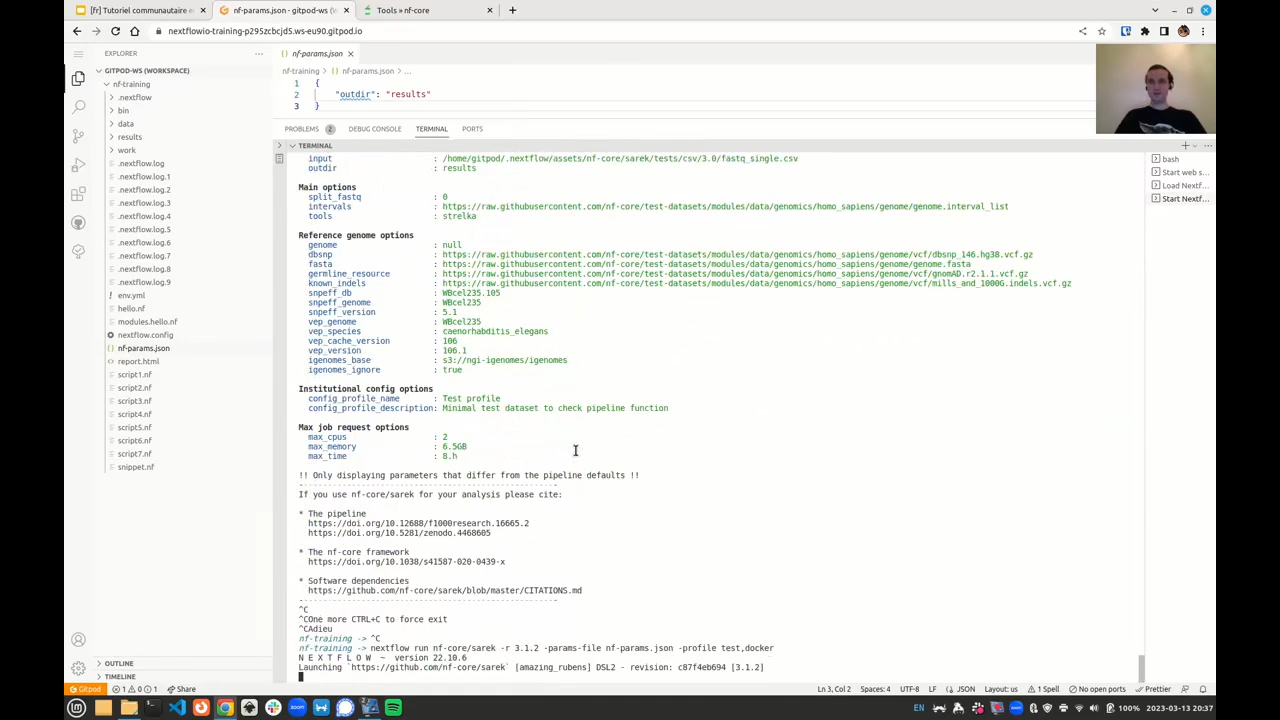 [fr] Tutoriel communautaire et
nf-params.json - gitpod-ws (
Tools » nf-core
nextflowio-training-p295zcbcjd5.ws-eu90.gitpod.io
EXPLORER
GITPOD-WS (WORKSPACE)
nf-training
.nextflow
bin
data
results
work
.nextflow.log
.nextflow.log.1
.nextflow.log.2
.nextflow.log.3
.nextflow.log.4
.nextflow.log.5
.nextflow.log.6
.nextflow.log.7
.nextflow.log.8
.nextflow.log.9
env.yml
hello.nf
modules.hello.nf
nextflow.config
nf-params.json
report.html
script1.nf
script2.nf
script3.nf
script4.nf
script5.nf
script6.nf
script7.nf
snippet.nf
OUTLINE
TIMELINE
nf-params.json
nf-training > nf-params.json > ...
1 {
2 "outdir": "results"
3 }
PROBLEMS 2 DEBUG CONSOLE TERMINAL PORTS
TERMINAL
input : /home/gitpod/.nextflow/assets/nf-core/sarek/tests/csv/3.0/fastq_single.csv
outdir : results
Main options
split_fastq : 0
intervals : https://raw.githubusercontent.com/nf-core/test-datasets/modules/data/genomics/homo_sapiens/genome/genome.interval_list
tools : strelka
Reference genome options
genome : null
dbsnp : https://raw.githubusercontent.com/nf-core/test-datasets/modules/data/genomics/homo_sapiens/genome/vcf/dbsnp_146.hg38.vcf.gz
fasta : https://raw.githubusercontent.com/nf-core/test-datasets/modules/data/genomics/homo_sapiens/genome/genome.fasta
germline_resource : https://raw.githubusercontent.com/nf-core/test-datasets/modules/data/genomics/homo_sapiens/genome/vcf/gnomAD.r2.1.1.vcf.gz
known_indels : https://raw.githubusercontent.com/nf-core/test-datasets/modules/data/genomics/homo_sapiens/genome/vcf/mills_and_1000G.indels.vcf.gz
snpeff_db : WBcel235.105
snpeff_genome : WBcel235
snpeff_version : 5.1
vep_genome : WBcel235
vep_species : caenorhabditis_elegans
vep_cache_version : 106
vep_version : 106.1
igenomes_base : s3://ngi-igenomes/igenomes
igenomes_ignore : true
Institutional config options
config_profile_name : Test profile
config_profile_description: Minimal test dataset to check pipeline function
Max job request options
max_cpus : 2
max_memory : 6.5GB
max_time : 8.h
!! Only displaying parameters that differ from the pipeline defaults !!
------------------------------------------------------
If you use nf-core/sarek for your analysis please cite:
* The pipeline
https://doi.org/10.12688/f1000research.16665.2
https://doi.org/10.5281/zenodo.4468605
* The nf-core framework
https://doi.org/10.1038/s41587-020-0439-x
* Software dependencies
https://github.com/nf-core/sarek/blob/master/CITATIONS.md
------------------------------------------------------
^C
^COne more CTRL+C to force exit
^CAdieu
nf-training -> ^C
nf-training -> nextflow run nf-core/sarek -r 3.1.2 -params-file nf-params.json -profile test,docker
N E X T F L O W ~ version 22.10.6
Launching `https://github.com/nf-core/sarek` [amazing_rubens] DSL2 - revision: c87f4eb694 [3.1.2]
bash
Start web s...
Load Nextf...
Start Nextf...
Gitpod 1 0 1 Share
Ln 3, Col 2 Spaces: 4 UTF-8 LF JSON Layout: us 1 Spell No open ports Prettier
EN 100% 2023-03-13 20:37